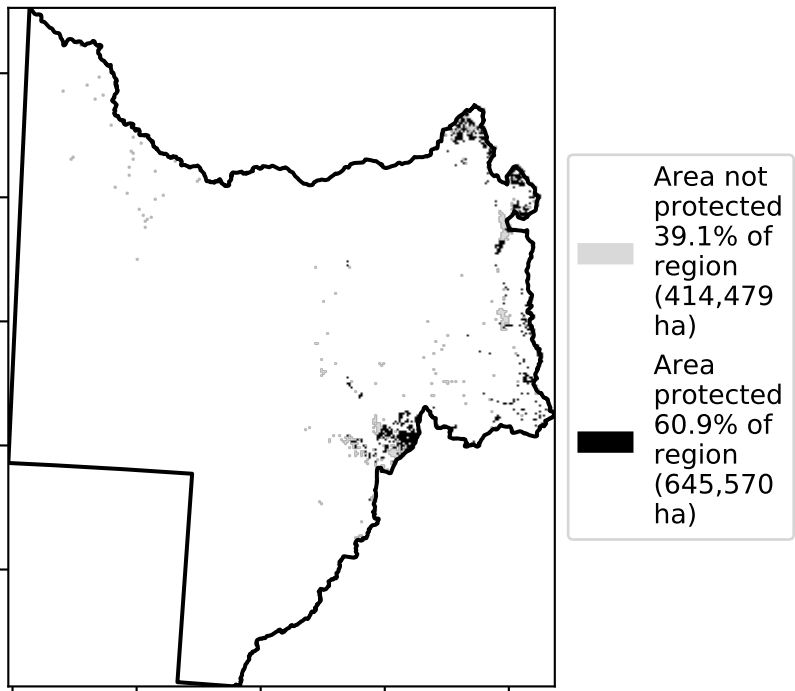 Area not
protected
39.1% of
region
(414,479
ha)
Area
protected
60.9% of
region
(645,570
ha)